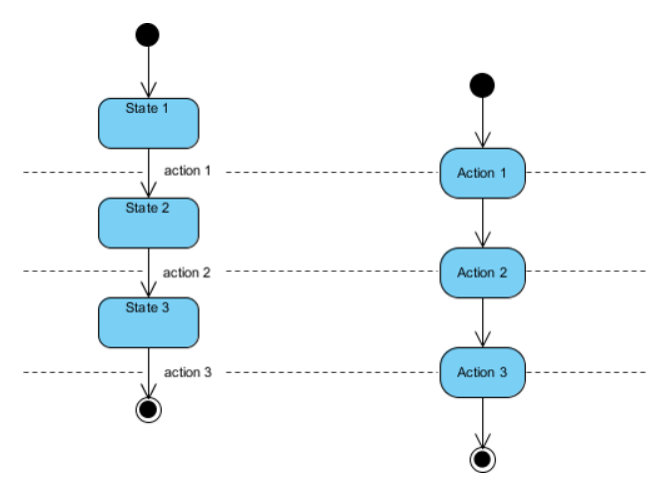 State 1
action 1
Action 1
State 2
action 2
Action 2
State 3
action 3
Action 3